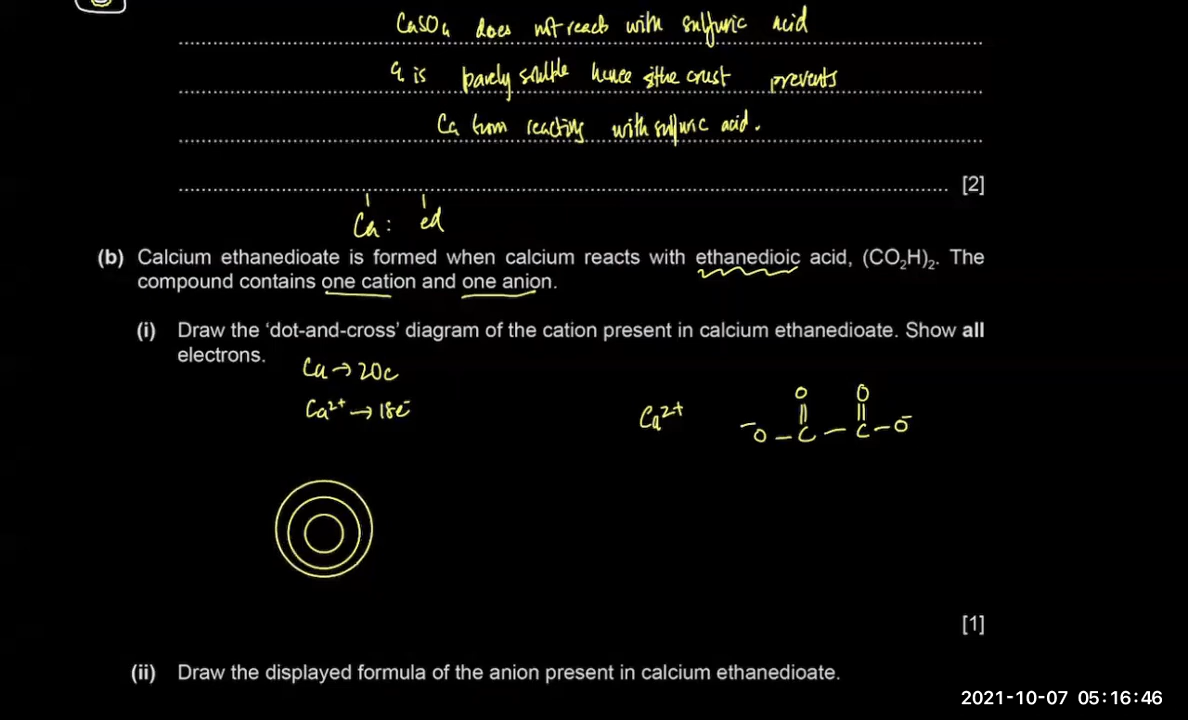 CaSO4 does not react with sulfuric acid
& is barely soluble hence the crust prevents
Ca from reacting with sulfuric acid.
[2]
Ca: ed
(b) Calcium ethanedioate is formed when calcium reacts with ethanedioic acid, (CO₂H)₂. The
compound contains one cation and one anion.
(i) Draw the ‘dot-and-cross’ diagram of the cation present in calcium ethanedioate. Show all
electrons.
Ca → 20e
Ca²⁺ → 18e⁻
Ca²⁺
O O
⁻O – C – C – O⁻
[1]
(ii) Draw the displayed formula of the anion present in calcium ethanedioate.
2021-10-07 05:16:46